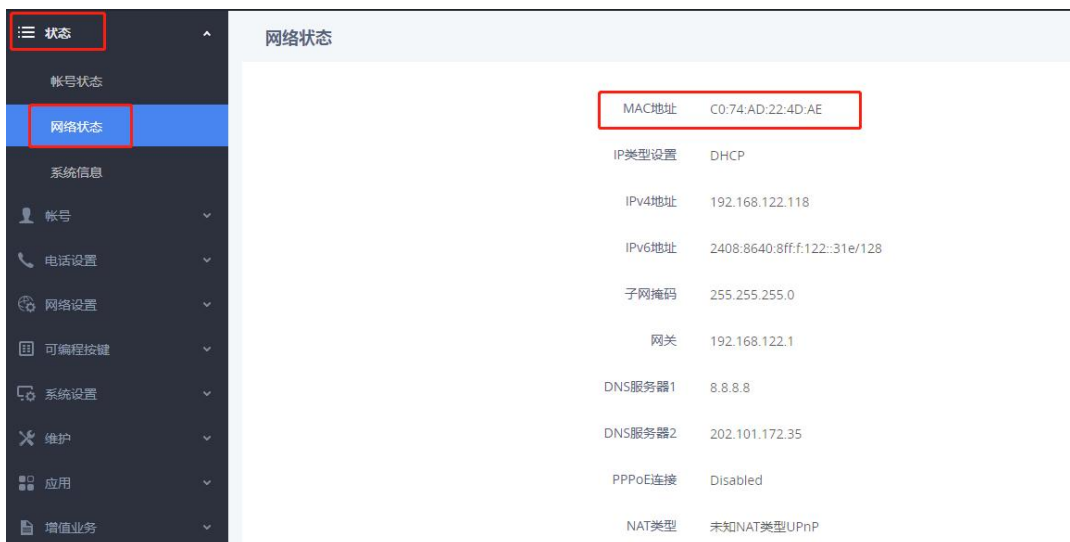 状态
帐号状态
网络状态
系统信息
帐号
电话设置
网络设置
可编程按键
系统设置
维护
应用
增值业务
网络状态
MAC地址 C0:74:AD:22:4D:AE
IP类型设置 DHCP
IPv4地址 192.168.122.118
IPv6地址 2408:8640:8ff:f:122::31e/128
子网掩码 255.255.255.0
网关 192.168.122.1
DNS服务器1 8.8.8.8
DNS服务器2 202.101.172.35
PPPoE连接 Disabled
NAT类型 未知NAT类型UPnP